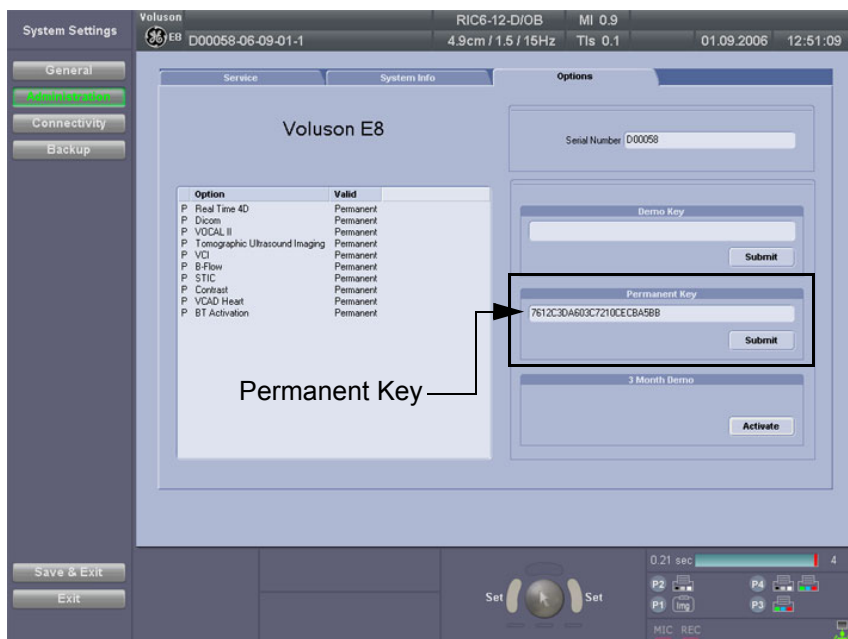 System Settings
Voluson
E8
D00058-06-09-01-1
RIC6-12-D/OB
MI 0.9
4.9cm / 1.5 / 15Hz
TIs 0.1
01.09.2006
12:51:09
General
Administration
Connectivity
Backup
Service
System Info
Options
Voluson E8
Serial Number D00058
Option Valid
P Real Time 4D Permanent
P Dicom Permanent
P VOCAL II Permanent
P Tomographic Ultrasound Imaging Permanent
P VCI Permanent
P B-Flow Permanent
P STIC Permanent
P Contrast Permanent
P VCAD Heart Permanent
P BT Activation Permanent
Demo Key
Submit
Permanent Key
7612C3DA603C7210CECBA5BB
Submit
3 Month Demo
Activate
Permanent Key
Save & Exit
Exit
Set
Set
0.21 sec
4
P2
P4
P1
Img
P3
MIC REC